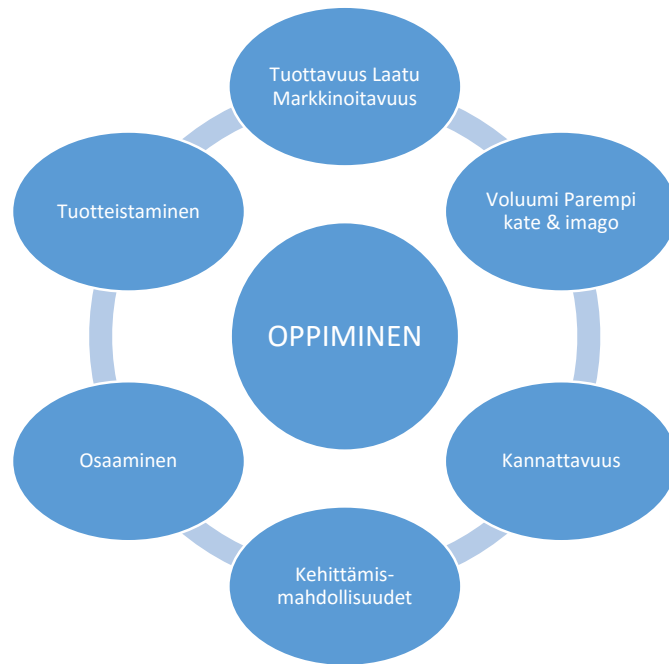 Tuottavuus Laatu
Markkinoitavuus
Voluumi Parempi
kate & imago
Kannattavuus
Kehittämis-
mahdollisuudet
Osaaminen
Tuotteistaminen
OPPIMINEN